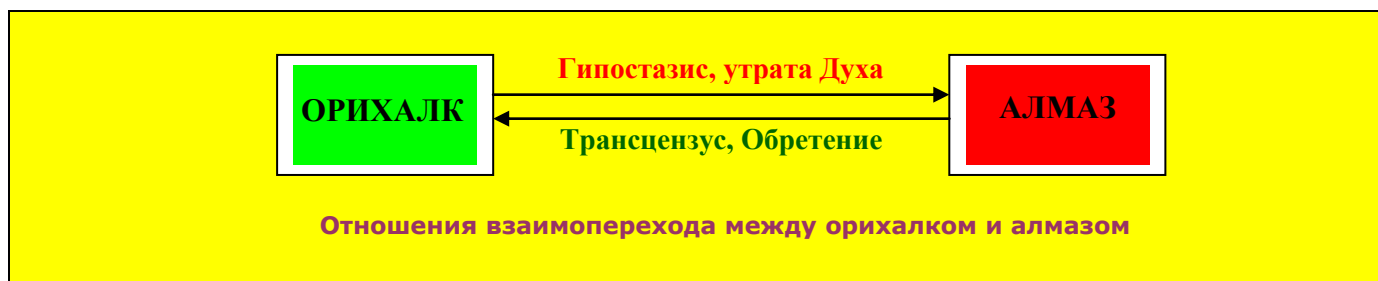 Гипостазис, утрата Духа
ОРИХАЛК
АЛМАЗ
Трансцензус, Обретение
Отношения взаимоперехода между орихалком и алмазом